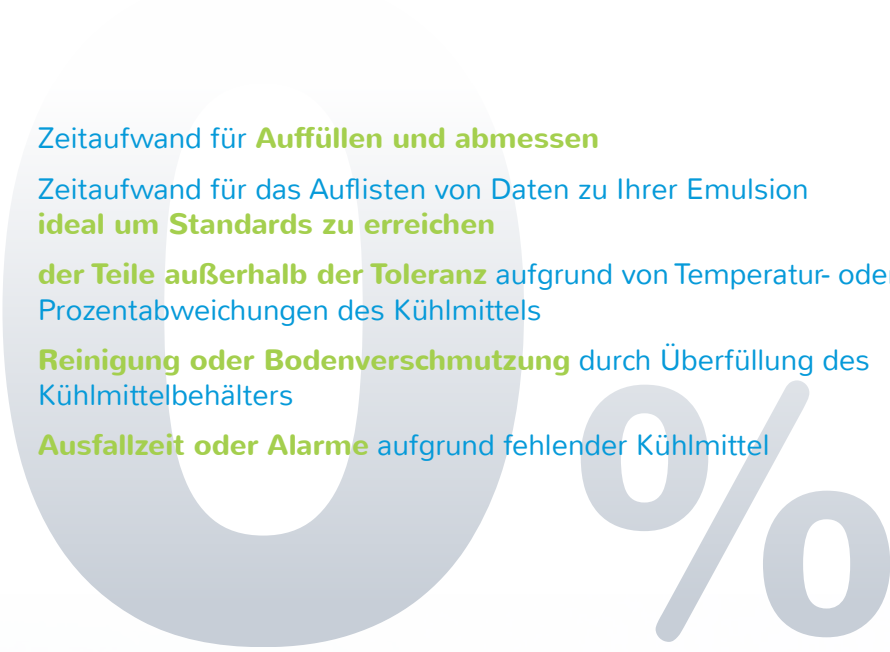 Zeitaufwand für Auffüllen und abmessen
Zeitaufwand für das Auflisten von Daten zu Ihrer Emulsion
ideal um Standards zu erreichen
der Teile außerhalb der Toleranz aufgrund von Temperatur- oder
Prozentabweichungen des Kühlmittels
Reinigung oder Bodenverschmutzung durch Überfüllung des
Kühlmittelbehälters
Ausfallzeit oder Alarme aufgrund fehlender Kühlmittel
0%